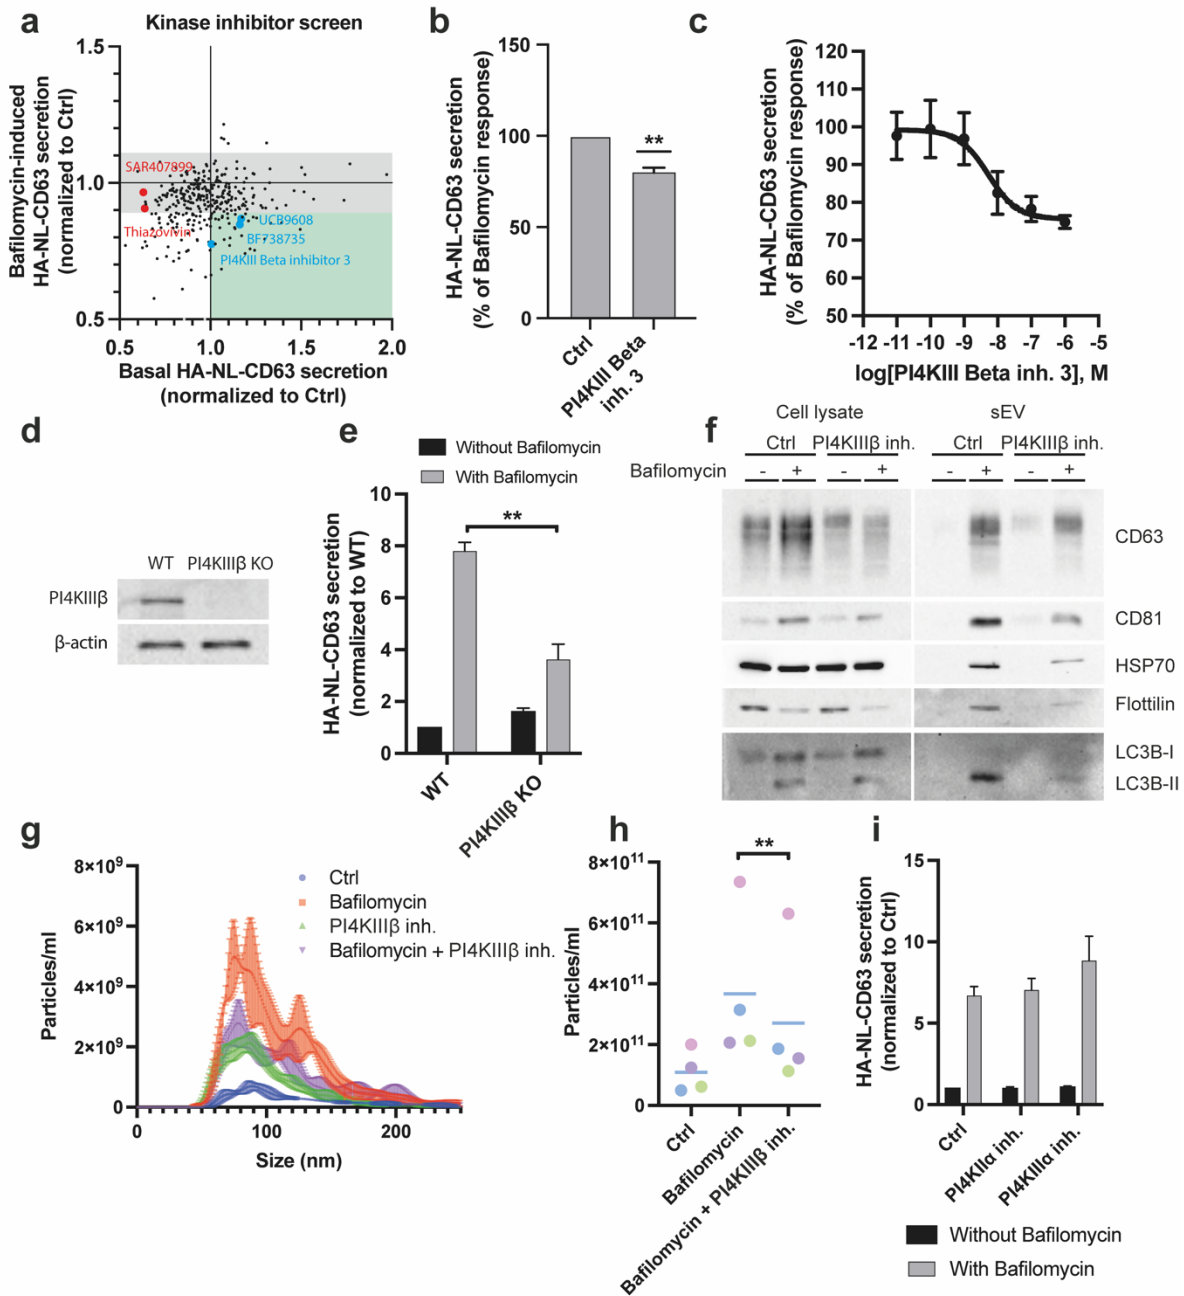 a
Kinase inhibitor screen
Bafilomycin-induced
HA-NL-CD63 secretion
(normalized to Ctrl)
1.5
1.0
0.5
SAR407899
Thiazovivin
UCB9608
BF738735
PI4KIII Beta inhibitor 3
0.5 1.0 1.5 2.0
Basal HA-NL-CD63 secretion
(normalized to Ctrl)
b
HA-NL-CD63 secretion
(% of Bafilomycin response)
150
100
50
0
**
Ctrl
PI4KIII Beta
inh. 3
c
HA-NL-CD63 secretion
(% of Bafilomycin response)
120
110
100
90
80
70
60
50
-12 -11 -10 -9 -8 -7 -6 -5
log[PI4KIII Beta inh. 3], M
d
WT PI4KIIIβ KO
PI4KIIIβ
β-actin
e
Without Bafilomycin
With Bafilomycin
HA-NL-CD63 secretion
(normalized to WT)
10
8
6
4
2
0
**
WT
PI4KIIIβ KO
f
Cell lysate sEV
Ctrl PI4KIIIβ inh. Ctrl PI4KIIIβ inh.
Bafilomycin - + - + - + - +
CD63
CD81
HSP70
Flottilin
LC3B-I
LC3B-II
g
Particles/ml
8×10⁹
6×10⁹
4×10⁹
2×10⁹
0
Ctrl
Bafilomycin
PI4KIIIβ inh.
Bafilomycin + PI4KIIIβ inh.
0 100 200
Size (nm)
h
Particles/ml
8×10¹¹
6×10¹¹
4×10¹¹
2×10¹¹
0
**
Ctrl
Bafilomycin
Bafilomycin + PI4KIIIβ inh.
i
HA-NL-CD63 secretion
(normalized to Ctrl)
15
10
5
0
Ctrl
PI4KIIα inh.
PI4KIIIα inh.
Without Bafilomycin
With Bafilomycin